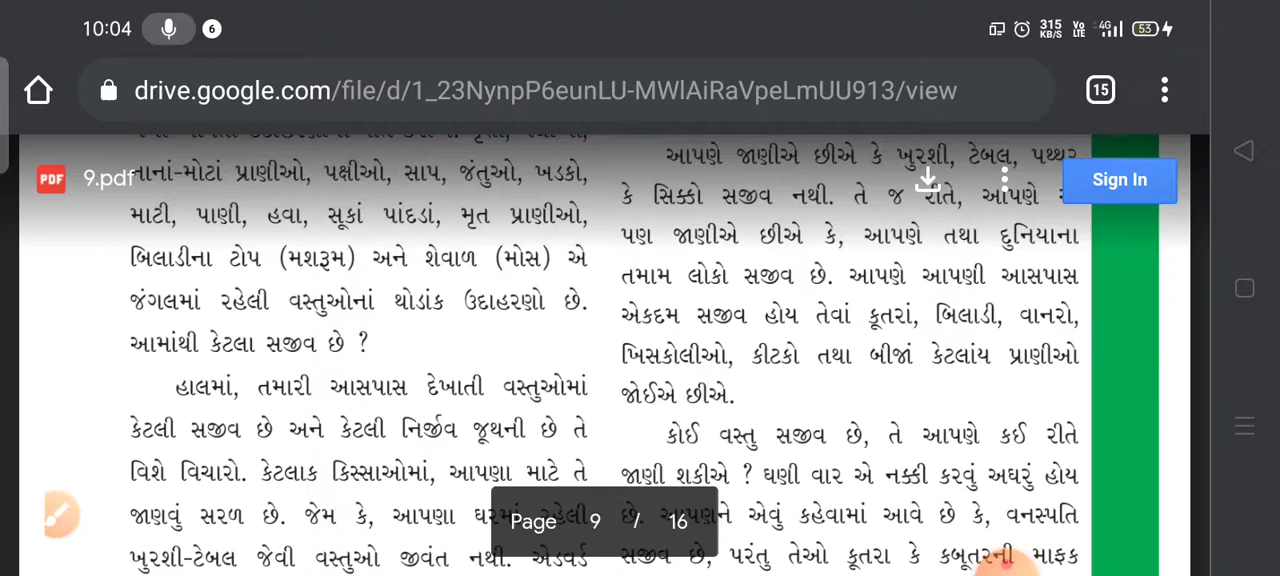 10:04 6 315 KB/S Vo LTE 4G 53
drive.google.com/file/d/1_23NynpP6eunLU-MWlAiRaVpeLmUU913/view 15
PDF 9.pdf
Sign In
નાનાં-મોટાં પ્રાણીઓ, પક્ષીઓ, સાપ, જંતુઓ, ખડકો,
માટી, પાણી, હવા, સૂકાં પાંદડાં, મૃત પ્રાણીઓ,
બિલાડીના ટોપ (મશરૂમ) અને શેવાળ (મોસ) એ
જંગલમાં રહેલી વસ્તુઓનાં થોડાંક ઉદાહરણો છે.
આમાંથી કેટલા સજીવ છે ?
હાલમાં, તમારી આસપાસ દેખાતી વસ્તુઓમાં
કેટલી સજીવ છે અને કેટલી નિર્જીવ જૂથની છે તે
વિશે વિચારો. કેટલાક કિસ્સાઓમાં, આપણા માટે તે
જાણવું સરળ છે. જેમ કે, આપણા ઘરમાં રહેલી
ખુરશી-ટેબલ જેવી વસ્તુઓ જીવંત નથી. એડવર્ડ
આપણે જાણીએ છીએ કે ખુરશી, ટેબલ, પથ્થર
કે સિક્કો સજીવ નથી. તે જ રીતે, આપણે
પણ જાણીએ છીએ કે, આપણે તથા દુનિયાના
તમામ લોકો સજીવ છે. આપણે આપણી આસપાસ
એકદમ સજીવ હોય તેવાં કૂતરાં, બિલાડી, વાનરો,
ખિસકોલીઓ, કીટકો તથા બીજાં કેટલાંય પ્રાણીઓ
જોઈએ છીએ.
કોઈ વસ્તુ સજીવ છે, તે આપણે કઈ રીતે
જાણી શકીએ ? ઘણી વાર એ નક્કી કરવું અઘરું હોય
છે. આપણને એવું કહેવામાં આવે છે કે, વનસ્પતિ
સજીવ છે, પરંતુ તેઓ કૂતરા કે કબૂતરની માફક
Page 9 / 16